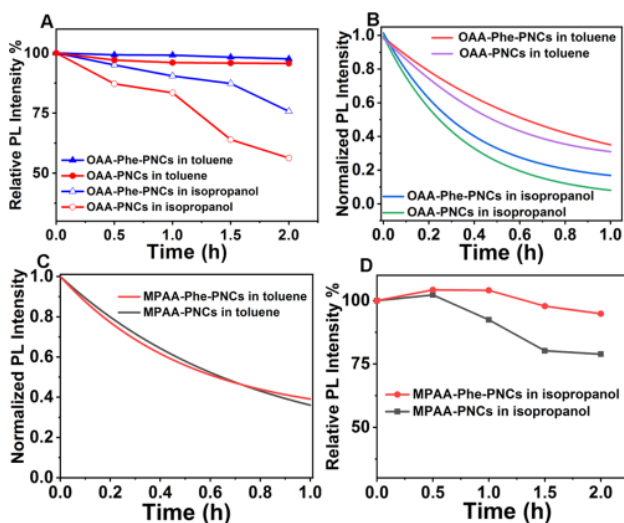 A
Relative PL Intensity %
100
75
50
OAA-Phe-PNCs in toluene
OAA-PNCs in toluene
OAA-Phe-PNCs in isopropanol
OAA-PNCs in isopropanol
0.0 0.5 1.0 1.5 2.0
Time (h)
B
Normalized PL Intensity
1.0
0.8
0.6
0.4
0.2
0.0
OAA-Phe-PNCs in toluene
OAA-PNCs in toluene
OAA-Phe-PNCs in isopropanol
OAA-PNCs in isopropanol
0.0 0.2 0.4 0.6 0.8 1.0
Time (h)
C
Normalized PL Intensity
1.0
0.8
0.6
0.4
0.2
0.0
MPAA-Phe-PNCs in toluene
MPAA-PNCs in toluene
0.0 0.2 0.4 0.6 0.8 1.0
Time (h)
D
Relative PL Intensity %
100
75
50
MPAA-Phe-PNCs in isopropanol
MPAA-PNCs in isopropanol
0.0 0.5 1.0 1.5 2.0
Time (h)